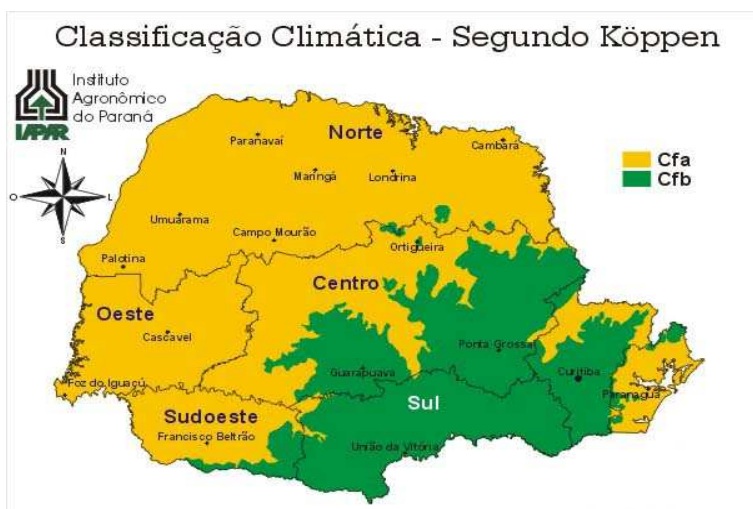 Classificação Climática - Segundo Köppen
Instituto
Agronômico
do Paraná
IAPAR
N
O
L
S
Cfa
Cfb
Norte
Paranavaí
Cambará
Maringá
Londrina
Umuarama
Campo Mourão
Ortigueira
Palotina
Centro
Oeste
Cascavel
Ponta Grossa
Guarapuava
Curitiba
Foz do Iguaçú
Paranaguá
Sul
Sudoeste
Francisco Beltrão
União da Vitória